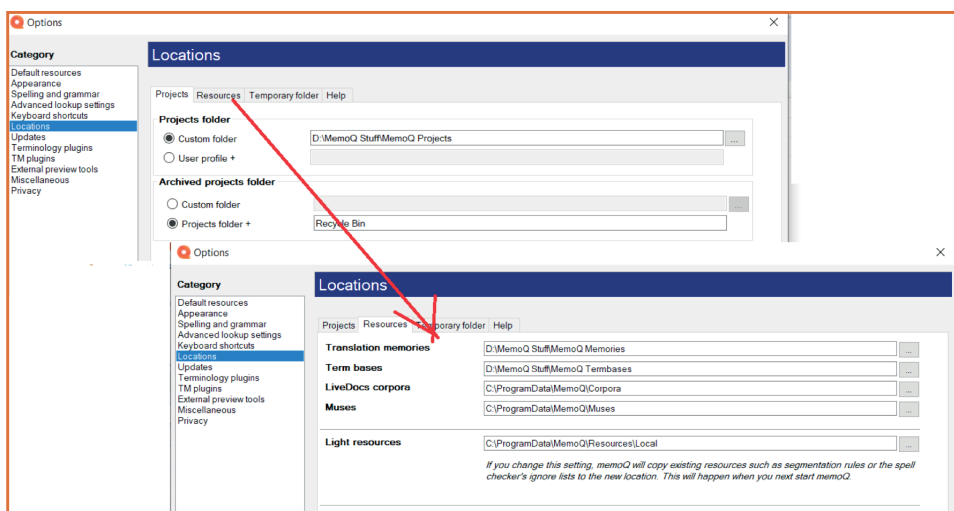 Options
Category
Locations
Default resources
Appearance
Spelling and grammar
Advanced lookup settings
Keyboard shortcuts
Locations
Updates
Terminology plugins
TM plugins
External preview tools
Miscellaneous
Privacy
Projects Resources Temporary folder Help
Projects folder
Custom folder D:\MemoQ Stuff\MemoQ Projects ...
User profile +
Archived projects folder
Custom folder ...
Projects folder + Recycle Bin
Options
Category
Locations
Default resources
Appearance
Spelling and grammar
Advanced lookup settings
Keyboard shortcuts
Locations
Updates
Terminology plugins
TM plugins
External preview tools
Miscellaneous
Privacy
Projects Resources Temporary folder Help
Translation memories D:\MemoQ Stuff\MemoQ Memories ...
Term bases D:\MemoQ Stuff\MemoQ Termbases ...
LiveDocs corpora C:\ProgramData\MemoQ\Corpora ...
Muses C:\ProgramData\MemoQ\Muses ...
Light resources C:\ProgramData\MemoQ\Resources\Local ...
If you change this setting, memoQ will copy existing resources such as segmentation rules or the spell
checker's ignore lists to the new location. This will happen when you next start memoQ.